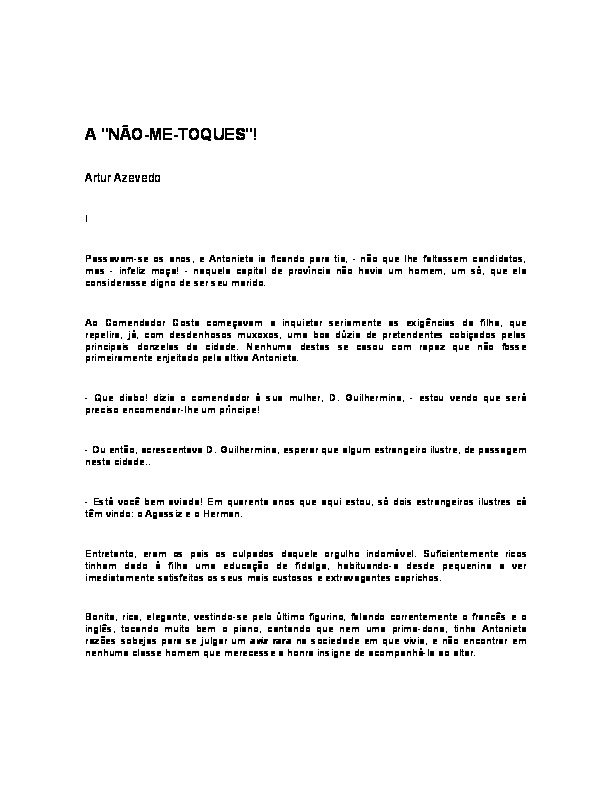 A "NÃO-ME-TOQUES"!
Artur Azevedo
I
Passavam-se os anos, e Antonieta ia ficando para tia, - não que lhe faltassem candidatos,
mas - infeliz moça! - naquela capital de província não havia um homem, um só, que ela
considerasse digno de ser seu marido.
Ao Comendador Costa começavam a inquietar seriamente as exigências da filha, que
repelira, já, com desdenhosos muxoxos, uma boa dúzia de pretendentes cobiçados pelas
principais donzelas da cidade. Nenhuma destas se casou com rapaz que não fosse
primeiramente enjeitado pela altiva Antonieta.
- Que diabo! dizia o comendador à sua mulher, D. Guilhermina, - estou vendo que será
preciso encomendar-lhe um príncipe!
- Ou então, acrescentava D. Guilhermina, esperar que algum estrangeiro ilustre, de passagem
nesta cidade..
- Está você bem aviada! Em quarenta anos que aqui estou, só dois estrangeiros ilustres cá
têm vindo: o Agassiz e o Herman.
Entretanto, eram os pais os culpados daquele orgulho indomável. Suficientemente ricos
tinham dado à filha uma educação de fidalga, habituando-a desde pequenina a ver
imediatamente satisfeitos os seus mais custosos e extravagantes caprichos.
Bonita, rica, elegante, vestindo-se pelo último figurino, falando correntemente o francês e o
inglês, tocando muito bem o piano, cantando que nem uma prima-dona, tinha Antonieta
razões sobejas para se julgar um avir rara na sociedade em que vivia, e não encontrar em
nenhuma classe homem que merecesse a honra insigne de acompanhá-la ao altar.